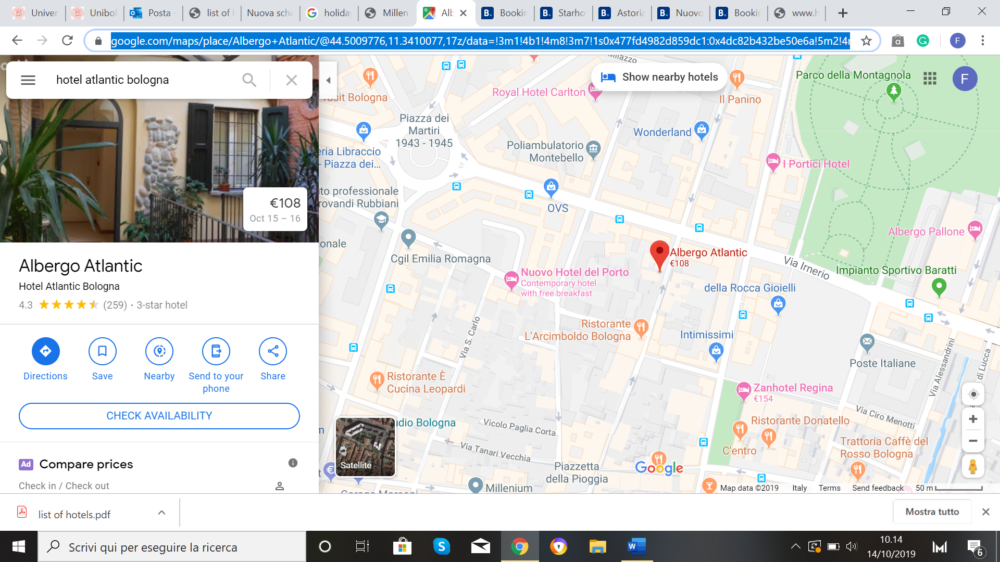 Univer
Unibo
Posta
list of
Nuova sche
holiday
Millen
Alb
Bookin
Starho
Astoria
Nuovo
Bookin
www.h
google.com/maps/place/Albergo+Atlantic/@44.5009776,11.3410077,17z/data=!3m1!4b1!4m8!3m7!1s0x477fd4982d859dc1:0x4dc82b432be50e6a!5m2!4
F
hotel atlantic bologna
€108
Oct 15 – 16
Albergo Atlantic
Hotel Atlantic Bologna
4.3 (259) · 3-star hotel
Directions
Save
Nearby
Send to your
phone
Share
CHECK AVAILABILITY
Ad Compare prices
Check in / Check out
Show nearby hotels
F
Milazzo
Bologna
Royal Hotel Carlton
Il Panino
Parco della Montagnola
Piazza dei
Martiri
1943 - 1945
Wonderland
Poliambulatorio
Montebello
eria Libraccio
- Piazza dei...
I Portici Hotel
uto professionale
rovandi Rubbiani
OVS
Albergo Pallone
onale
Cgil Emilia Romagna
Albergo Atlantic
€108
Via Irnerio
Impianto Sportivo Baratti
Nuovo Hotel del Porto
Contemporary hotel
with free breakfast
della Rocca Gioielli
Ristorante
L'Arcimboldo Bologna
Intimissimi
Via S. Carlo
Poste Italiane
Via Alessandrini
di Lucca
Ristorante È
Cucina Leopardi
Zanhotel Regina
€154
Via Ciro Menotti
udio Bologna
Vicolo Paglia Corta
Ristorante Donatello
C'entro
Trattoria Caffè del
Rosso Bologna
Via Tanari Vecchia
Satellite
Piazzetta
della Pioggia
Google
Millenium
Map data ©2019 Italy Terms Send feedback 50 m
list of hotels.pdf
Mostra tutto
Scrivi qui per eseguire la ricerca
10.14
14/10/2019
6